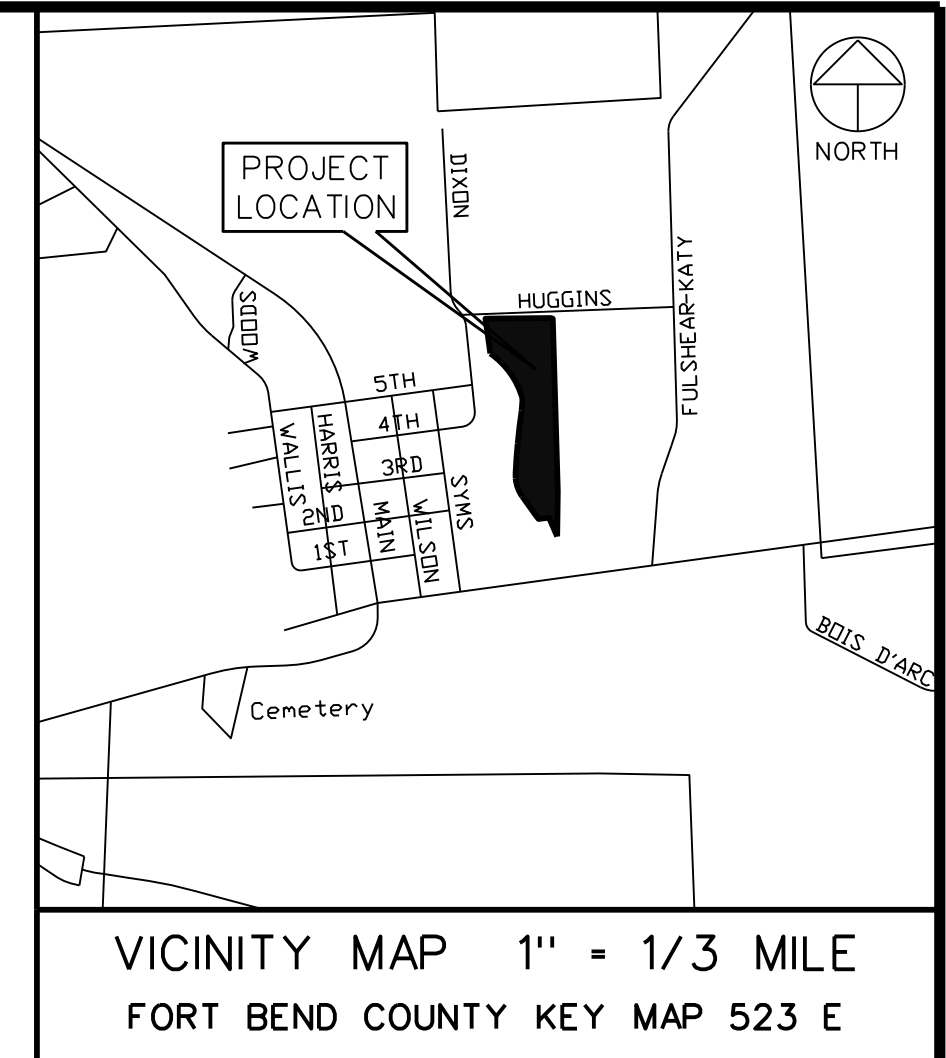 NORTH
DIXON
PROJECT
LOCATION
FULSHEAR-KATY
HUGGINS
WOODS
5TH
HARRIS
4TH
WALLIS
3RD
SYMS
2ND
MAIN
WILSON
1ST
BOIS D'ARC
Cemetery
VICINITY MAP 1" = 1/3 MILE
FORT BEND COUNTY KEY MAP 523 E